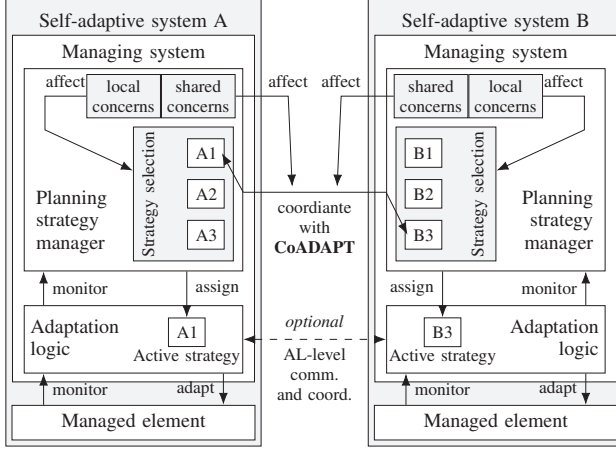 Self-adaptive system A
Managing system
affect
local
concerns
shared
concerns
affect
Strategy selection
A1
A2
A3
Planning
strategy
manager
monitor
assign
Adaptation
logic
A1
Active strategy
monitor
adapt
Managed element
coordiante
with
CoADAPT
optional
AL-level
comm.
and coord.
Self-adaptive system B
Managing system
affect
shared
concerns
local
concerns
affect
B1
B2
B3
Strategy selection
Planning
strategy
manager
assign
monitor
B3
Active strategy
Adaptation
logic
monitor
adapt
Managed element